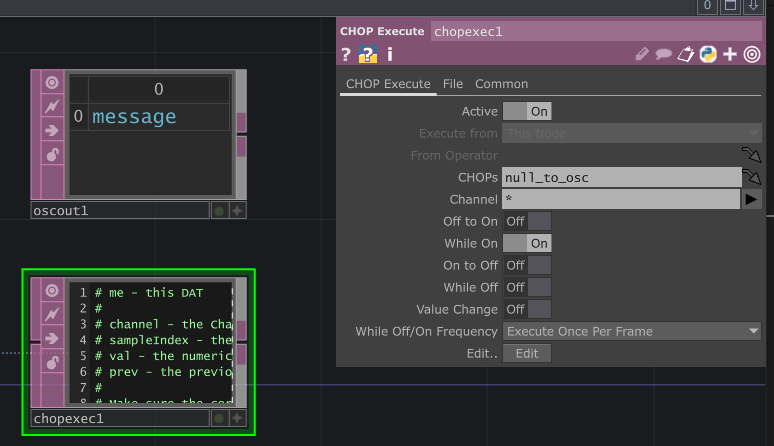 0
CHOP Execute chopexec1
? ? i
CHOP Execute File Common
Active On
Execute from This Node
From Operator
CHOPs null_to_osc
Channel *
Off to On Off
While On On
On to Off Off
While Off Off
Value Change Off
While Off/On Frequency Execute Once Per Frame
Edit.. Edit
0
0 message
oscout1
1 # me - this DAT
2 #
3 # channel - the Cha
4 # sampleIndex - the
5 # val - the numeric
6 # prev - the previo
7 #
8 # Make sure the cor
chopexec1